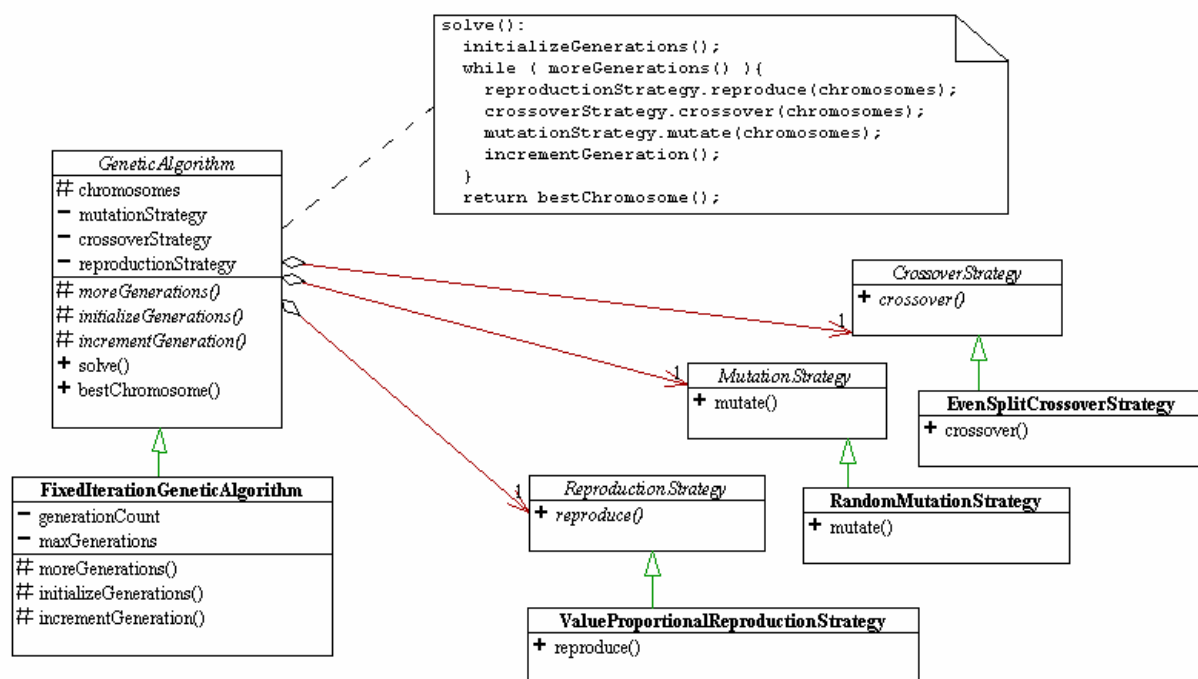 solve():
initializeGenerations();
while ( moreGenerations() ){
reproductionStrategy.reproduce(chromosomes);
crossoverStrategy.crossover(chromosomes);
mutationStrategy.mutate(chromosomes);
incrementGeneration();
}
return bestChromosome();
GeneticAlgorithm
# chromosomes
- mutationStrategy
- crossoverStrategy
- reproductionStrategy
# moreGenerations()
# initializeGenerations()
# incrementGeneration()
+ solve()
+ bestChromosome()
FixedIterationGeneticAlgorithm
- generationCount
- maxGenerations
# moreGenerations()
# initializeGenerations()
# incrementGeneration()
1
CrossoverStrategy
+ crossover()
EvenSplitCrossoverStrategy
+ crossover()
1
MutationStrategy
+ mutate()
RandomMutationStrategy
+ mutate()
1
ReproductionStrategy
+ reproduce()
ValueProportionalReproductionStrategy
+ reproduce()